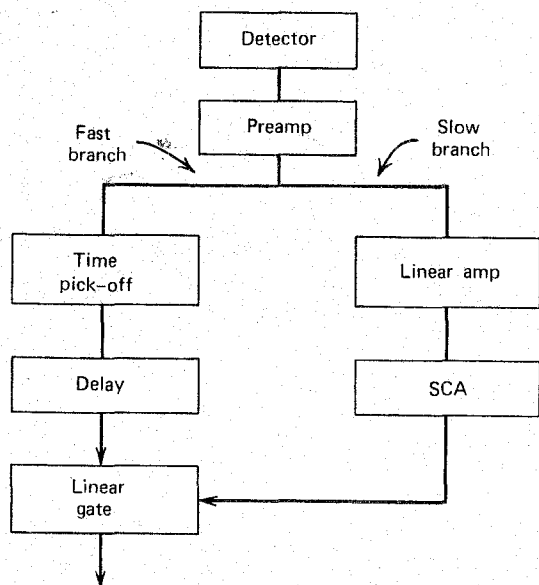 Detector
Preamp
Fast
branch
Slow
branch
Time
pick-off
Linear amp
Delay
SCA
Linear
gate